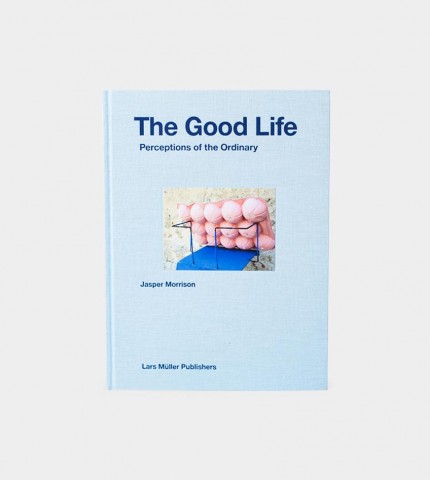 The Good Life
Perceptions of the Ordinary
Jasper Morrison
Lars Müller Publishers